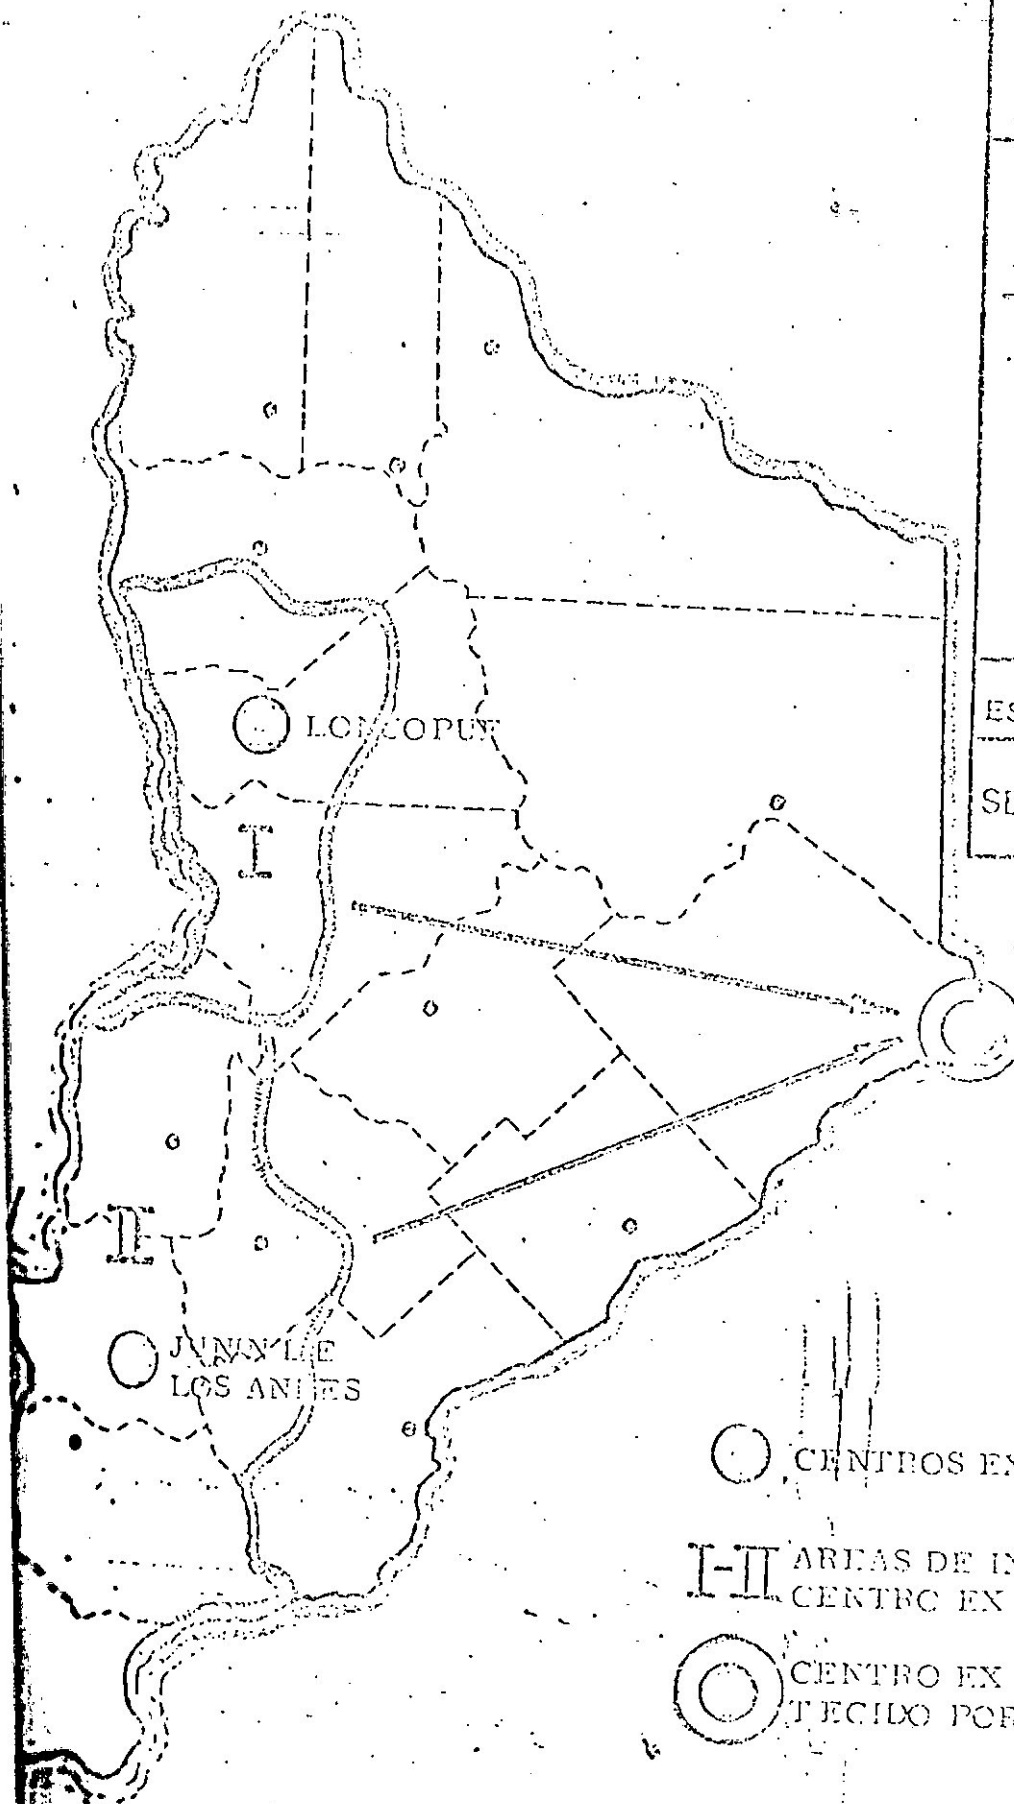 ES
LONCOPUE
SE
I
II
JUNIN DE
LOS ANDES
CENTROS EX
I-II AREAS DE IN
CENTRO EX
CENTRO EX
TECIDO POR